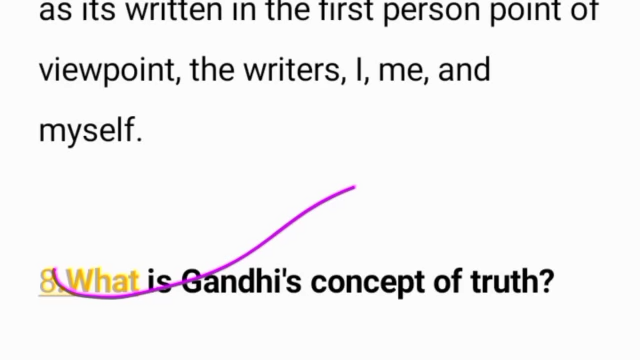 as its written in the first person point of
viewpoint, the writers, I, me, and
myself.
8.What is Gandhi's concept of truth?